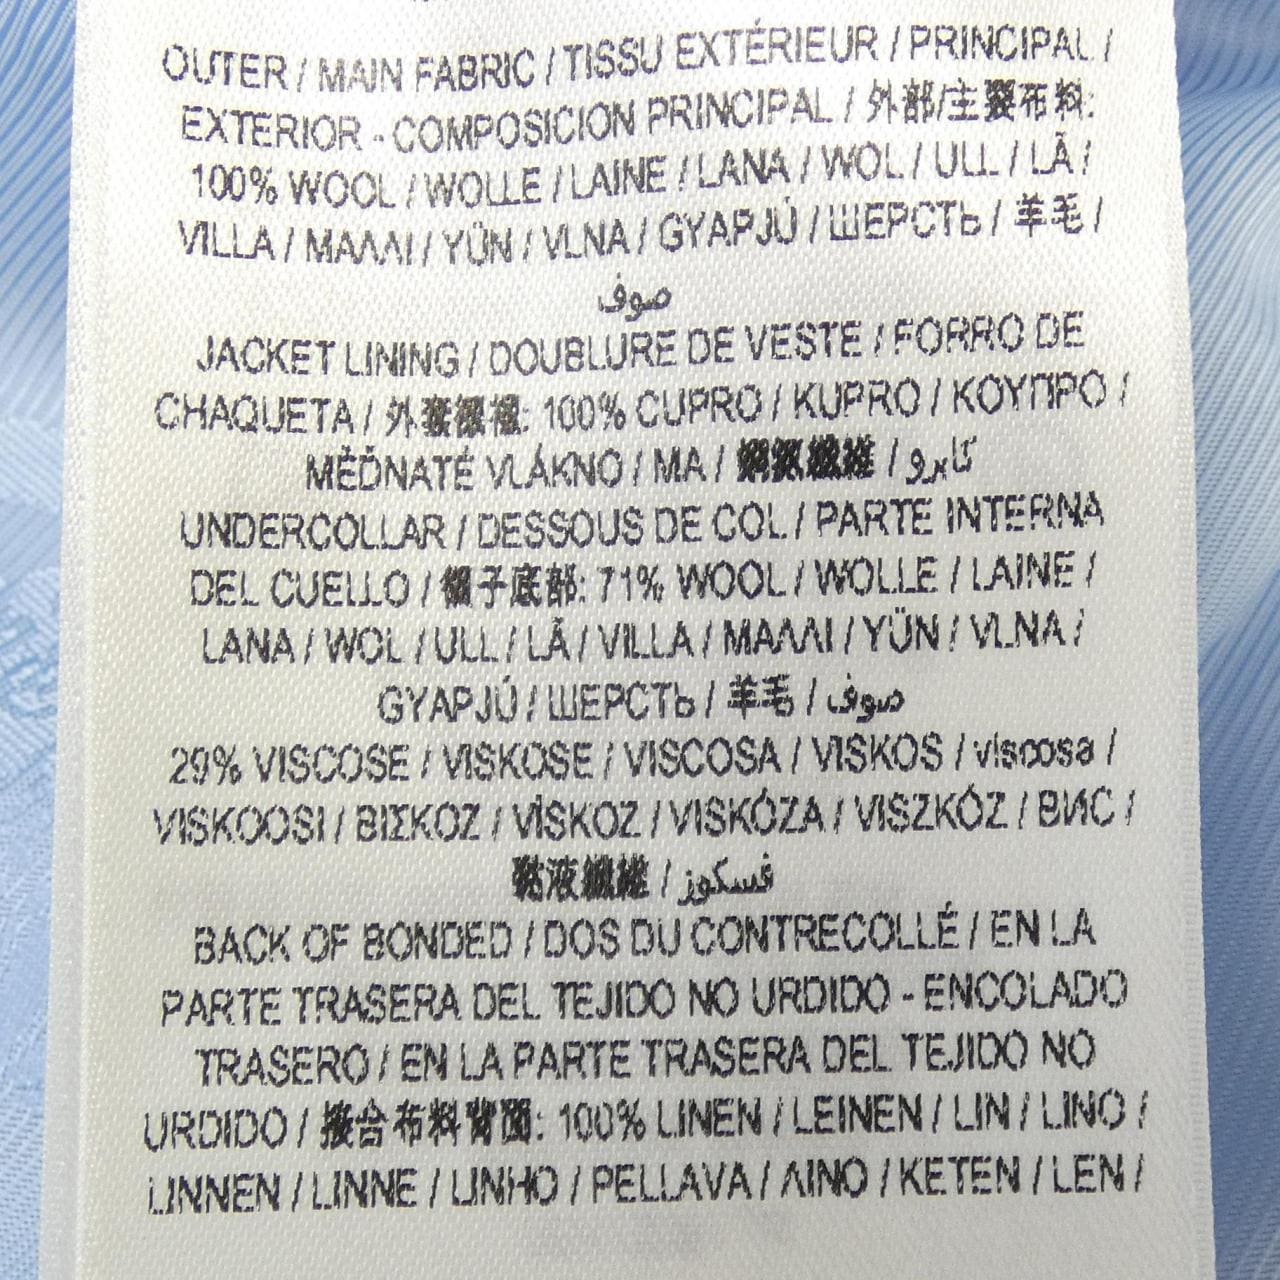 OUTER / MAIN FABRIC / TISSU EXTÉRIEUR / PRINCIPAL /
EXTERIOR - COMPOSICION PRINCIPAL / 外部/主要布料:
100% WOOL / WOLLE / LAINE / LANA / WOL / ULL / LÃ /
VILLA / ΜΑΛΛΙ / YÜN / VLNA / GYAPJÚ / ШЕРСТЬ / 羊毛 /
صوف
JACKET LINING / DOUBLURE DE VESTE / FORRO DE
CHAQUETA / 外套裡襯: 100% CUPRO / KUPRO / ΚΟΥΠΡΟ /
MĚĎNATÉ VLÁKNO / MA / 銅氨纖維 / كابرو
UNDERCOLLAR / DESSOUS DE COL / PARTE INTERNA
DEL CUELLO / 領子底部: 71% WOOL / WOLLE / LAINE /
LANA / WOL / ULL / LÃ / VILLA / ΜΑΛΛΙ / YÜN / VLNA /
GYAPJÚ / ШЕРСТЬ / 羊毛 / صوف
29% VISCOSE / VISKOSE / VISCOSA / VISKOS / viscosa /
VISKOOSI / ΒΙΣΚΟΖ / VİSKOZ / VISKÓZA / VISZKÓZ / ВИС /
黏液纖維 / فسكوز
BACK OF BONDED / DOS DU CONTRECOLLÉ / EN LA
PARTE TRASERA DEL TEJIDO NO URDIDO - ENCOLADO
TRASERO / EN LA PARTE TRASERA DEL TEJIDO NO
URDIDO / 接合布料背面: 100% LINEN / LEINEN / LIN / LINO /
LINNEN / LINNE / LINHO / PELLAVA / ΛΙΝΟ / KETEN / LEN /